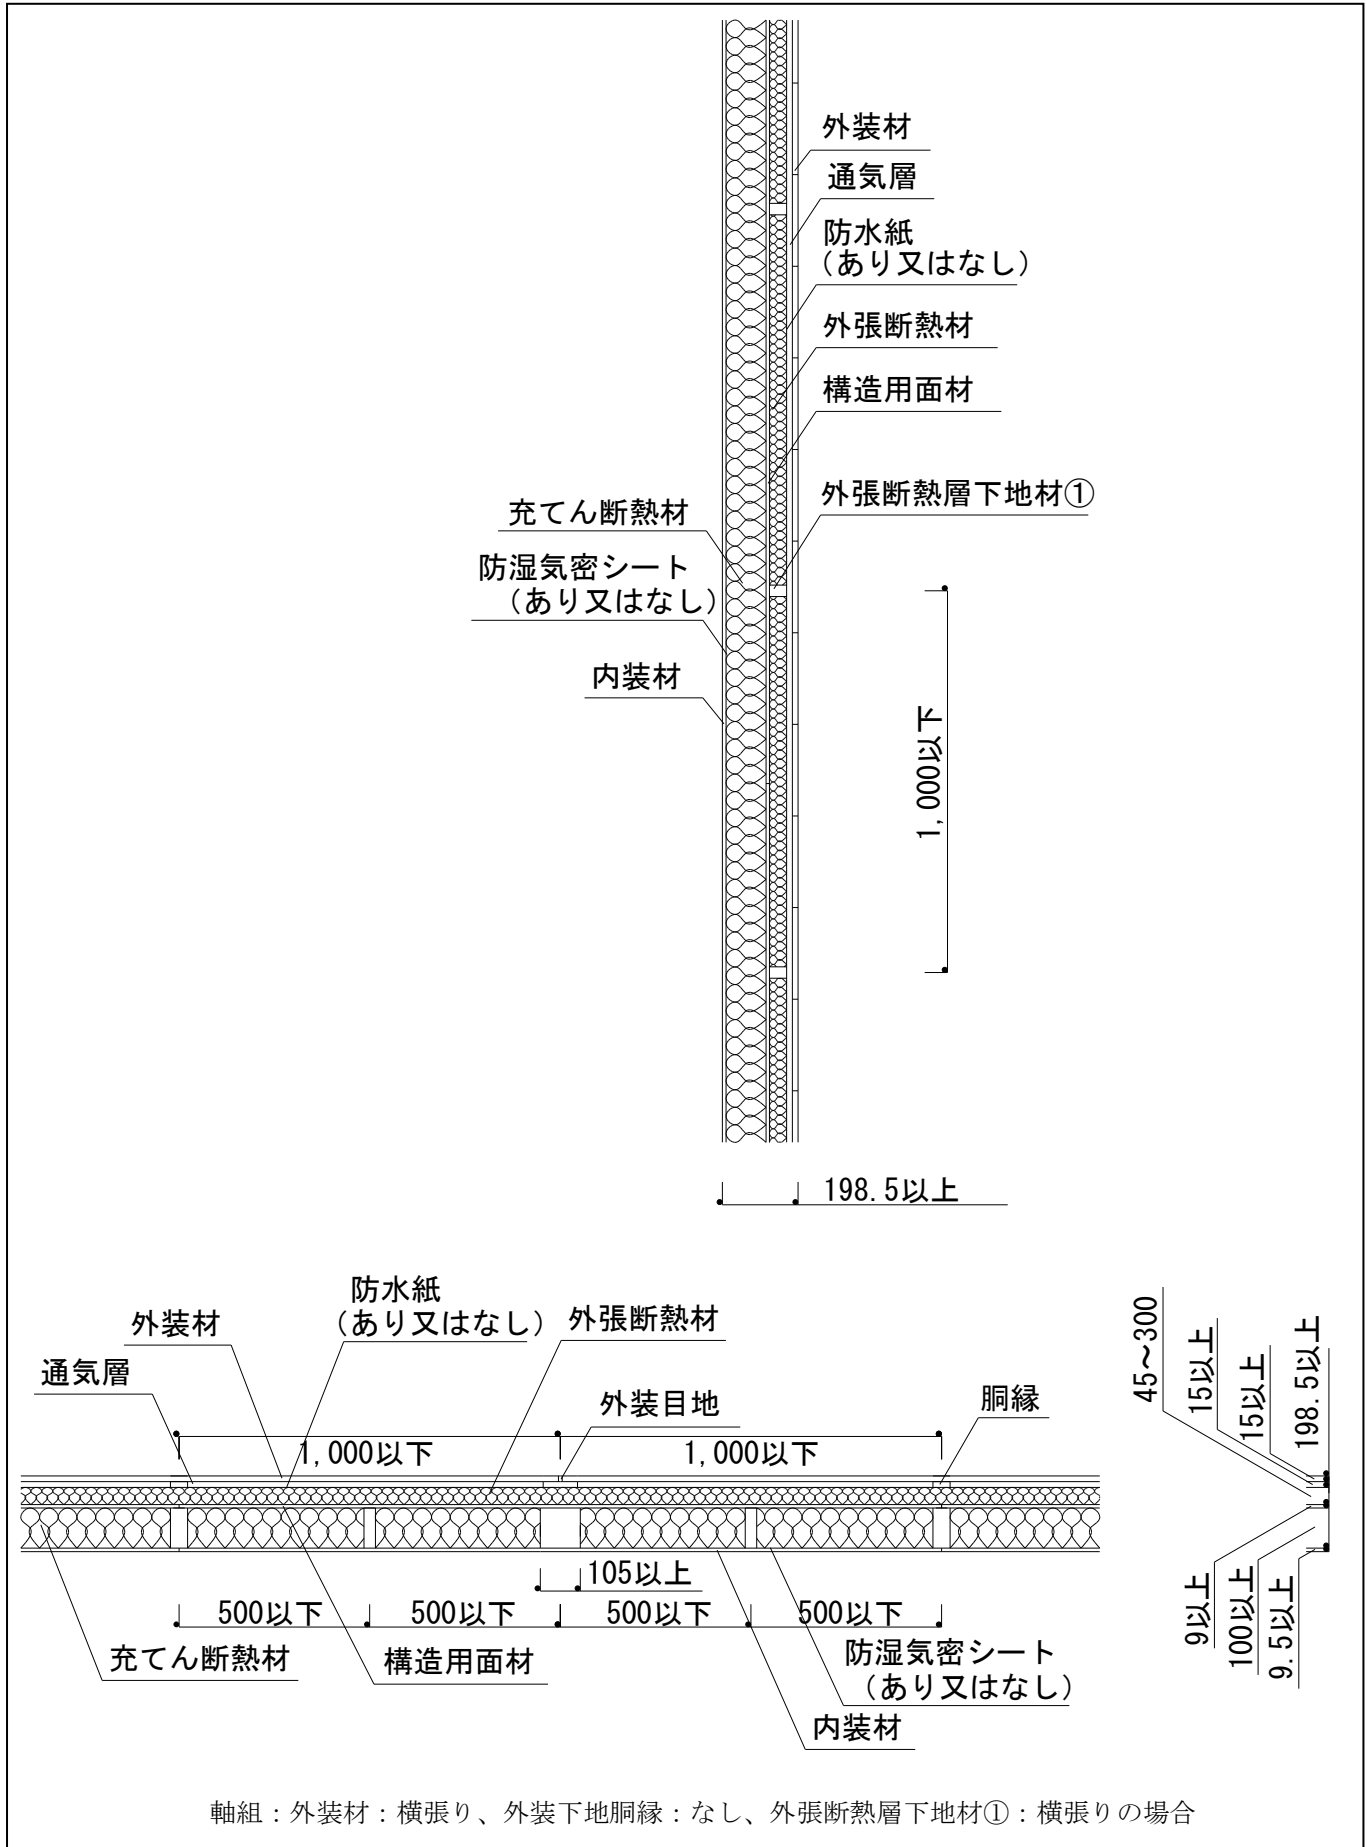 外装材
通気層
防水紙
（あり又はなし）
外張断熱材
構造用面材
外張断熱層下地材①
充てん断熱材
防湿気密シート
（あり又はなし）
内装材
1,000以下
198.5以上
防水紙
（あり又はなし）
外張断熱材
外装材
通気層
外装目地
胴縁
1,000以下
1,000以下
105以上
500以下
500以下
500以下
500以下
充てん断熱材
構造用面材
防湿気密シート
（あり又はなし）
内装材
45～300
15以上
15以上
198.5以上
9以上
100以上
9.5以上
軸組：外装材：横張り、外装下地胴縁：なし、外張断熱層下地材①：横張りの場合